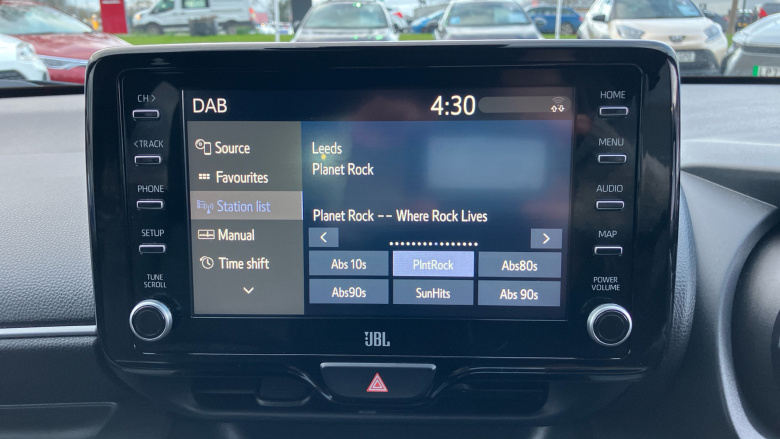 DAB
4:30
CH >
< TRACK
PHONE
SETUP
TUNE
SCROLL
Source
Favourites
Station list
Manual
Time shift
Leeds
Planet Rock
Planet Rock -- Where Rock Lives
< >
Abs 10s PlntRock Abs80s
Abs90s SunHits Abs 90s
HOME
MENU
AUDIO
MAP
POWER
VOLUME
JBL